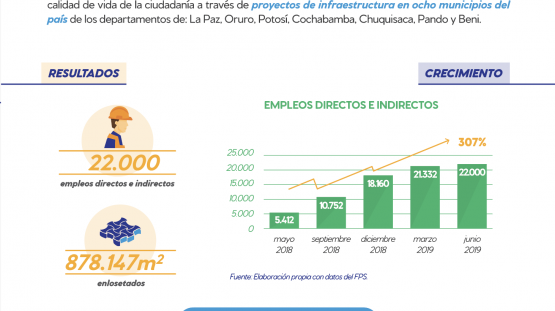 calidad de vida de la ciudadanía a través de proyectos de infraestructura en ocho municipios del
país de los departamentos de: La Paz, Oruro, Potosí, Cochabamba, Chuquisaca, Pando y Beni.
RESULTADOS
CRECIMIENTO
22.000
empleos directos e indirectos
878.147m²
enlosetados
EMPLEOS DIRECTOS E INDIRECTOS
307%
25.000
20.000
15.000
10.000
5.000
0
5.412
10.752
18.160
21.332
22.000
mayo
2018
septiembre
2018
diciembre
2018
marzo
2019
junio
2019
Fuente: Elaboración propia con datos del FPS.